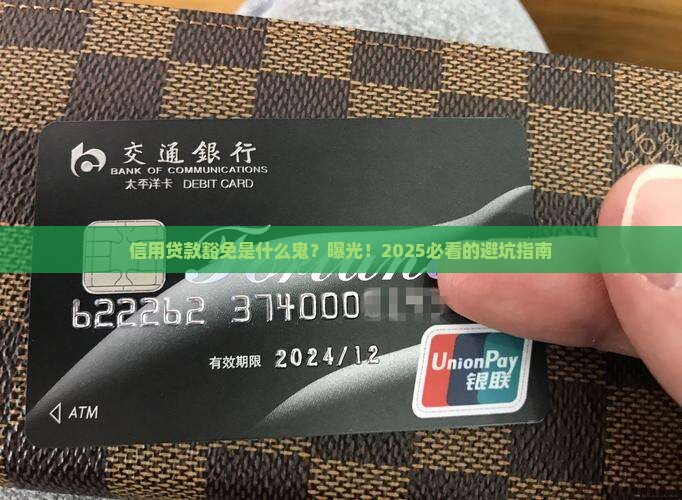 交通銀行
BANK OF COMMUNICATIONS
太平洋卡 DEBIT CARD
信用贷款豁免是什么鬼？曝光！2025必看的避坑指南
622262 374000
有效期限 2024/12
UnionPay
银联
ATM